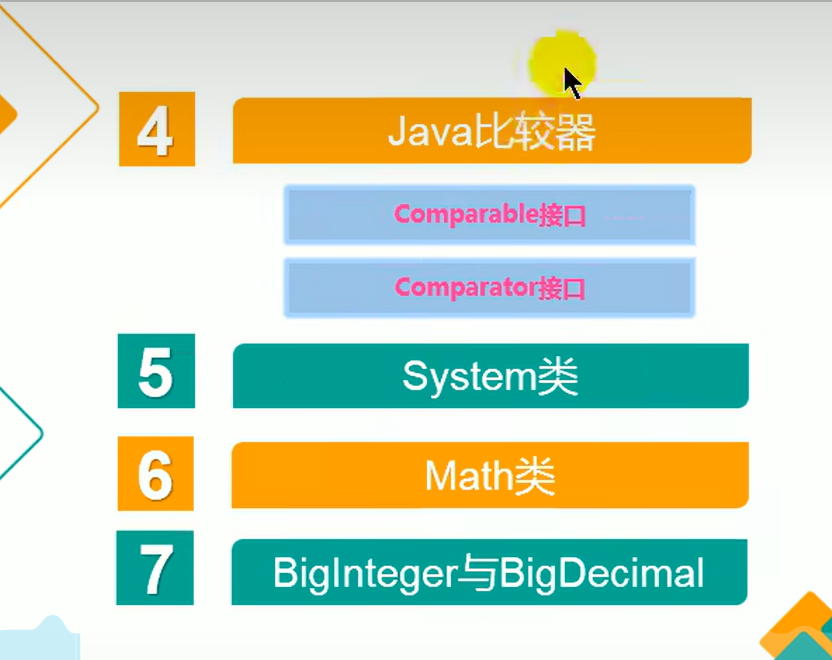 4
Java比较器
Comparable接口
Comparator接口
5
System类
6
Math类
7
BigInteger与BigDecimal